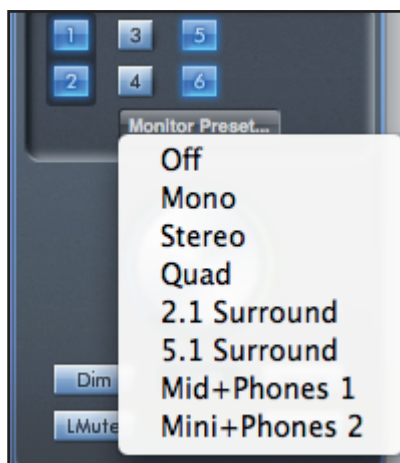 1 3 5
2 4 6
Monitor Preset...
Off
Mono
Stereo
Quad
2.1 Surround
5.1 Surround
Mid+Phones 1
Dim
Mini+Phones 2
LMute